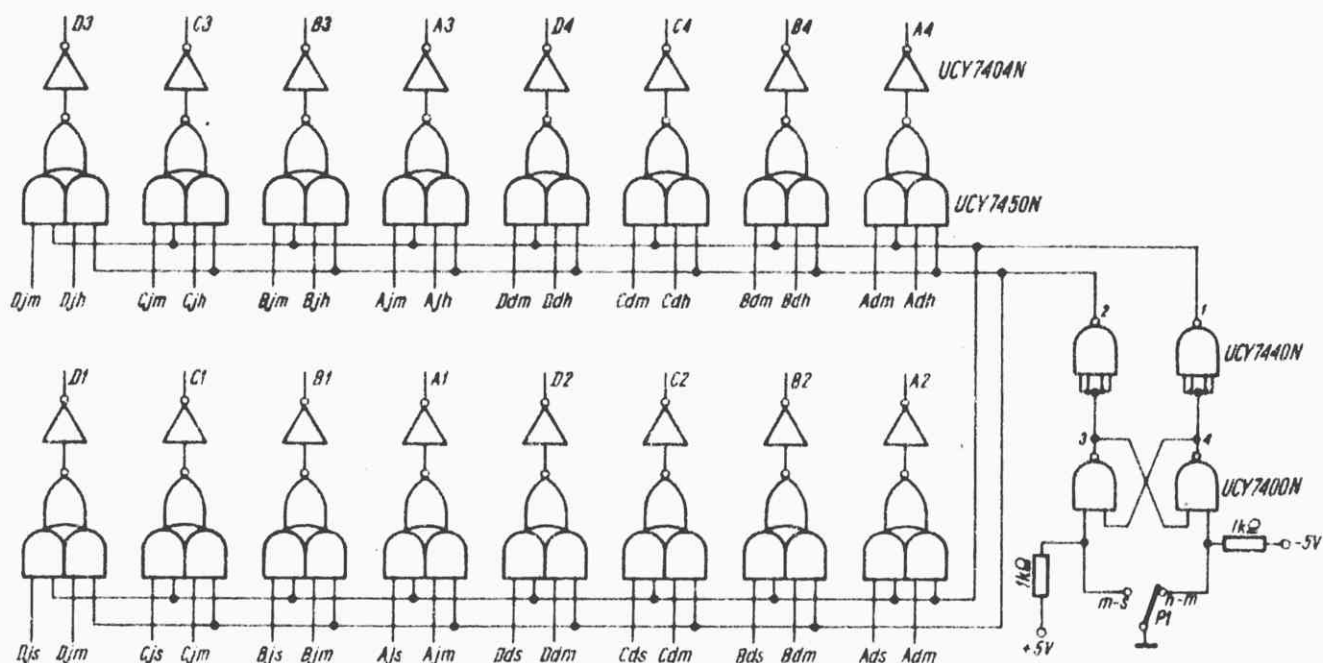 D3 C3 B3 A3 D4 C4 B4 A4
UCY7404N
UCY7450N
Djm Djh Cjm Cjh Bjm Bjh Ajm Ajh Ddm Ddh Cdm Cdh Bdm Bdh Adm Adh
2 1
UCY7440N
D1 C1 B1 A1 D2 C2 B2 A2
3 4
UCY7400N
1kΩ
-5V
1kΩ
m-s h-m
P1
+5V
Djs Djm Cjs Cjm Bjs Bjm Ajs Ajm Dds Ddm Cds Cdm Bds Bdm Ads Adm